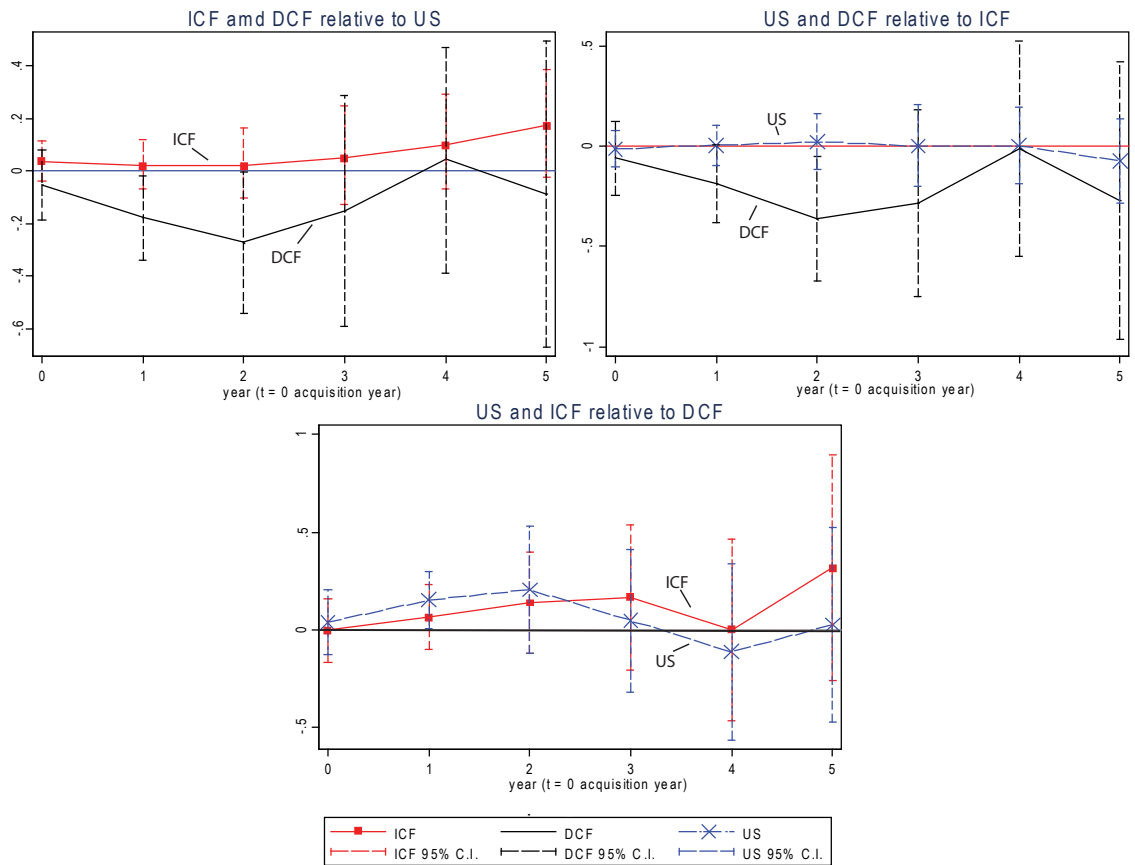 ICF amd DCF relative to US
.4
.2
0
-.2
-.4
-.6
ICF
DCF
0 1 2 3 4 5
year (t = 0 acquisition year)
US and DCF relative to ICF
.5
0
-.5
-1
US
DCF
0 1 2 3 4 5
year (t = 0 acquisition year)
US and ICF relative to DCF
1
.5
0
-.5
ICF
US
0 1 2 3 4 5
year (t = 0 acquisition year)
ICF DCF US
ICF 95% C.I. DCF 95% C.I. US 95% C.I.